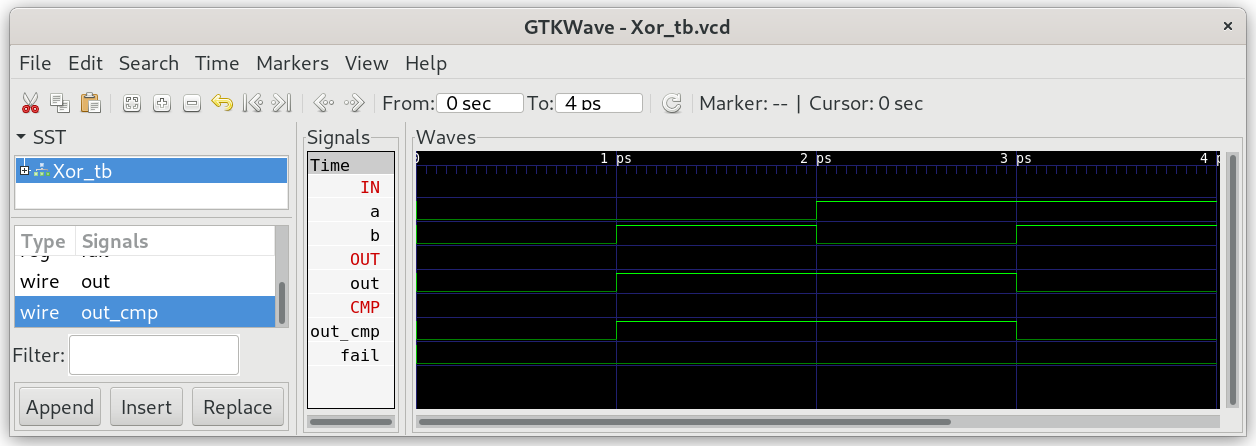 GTKWave - Xor_tb.vcd
File Edit Search Time Markers View Help
From: 0 sec To: 4 ps Marker: -- | Cursor: 0 sec
SST
Xor_tb
Type Signals
wire out
wire out_cmp
Filter:
Append Insert Replace
Signals
Time
IN
a
b
OUT
out
CMP
out_cmp
fail
Waves
0 1 ps 2 ps 3 ps 4 p